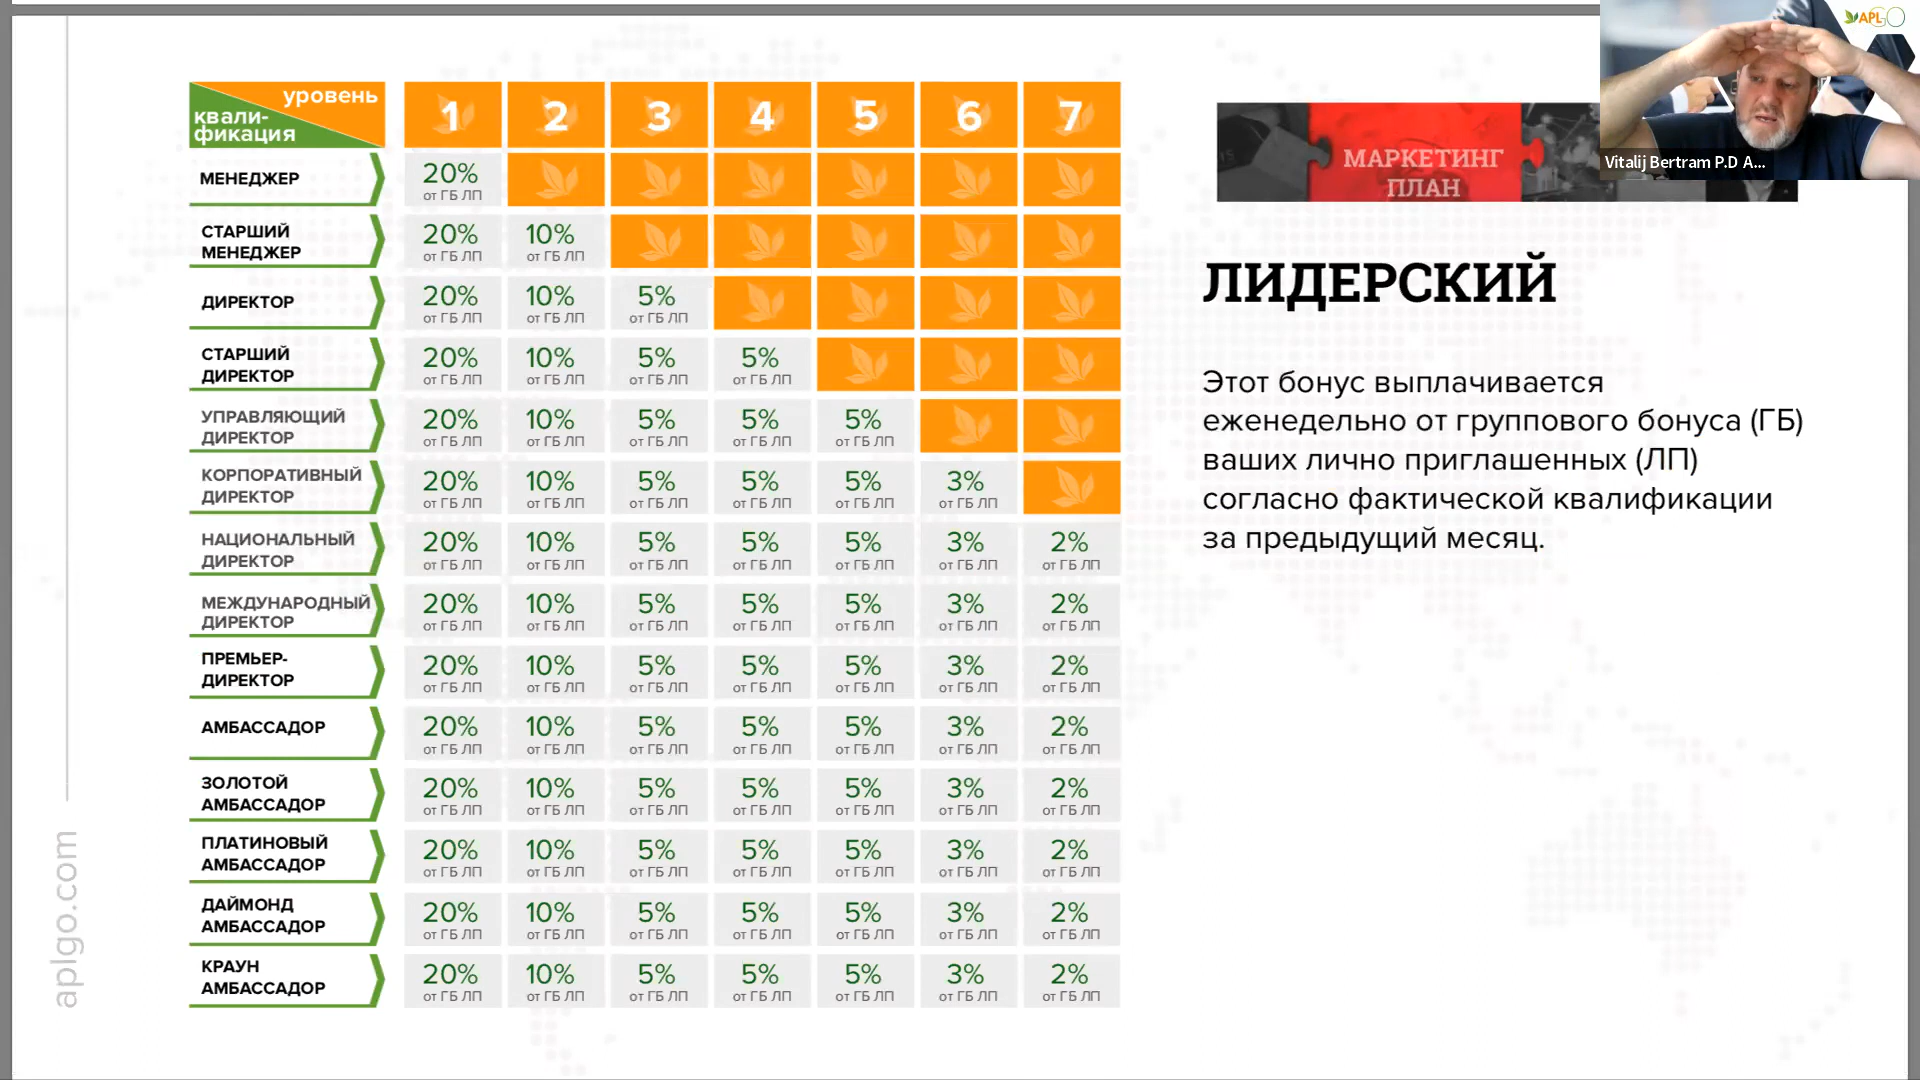 уровень
квали-
фикация
1 2 3 4 5 6 7
МЕНЕДЖЕР
20%
от ГБ ЛП
СТАРШИЙ
МЕНЕДЖЕР
20% 10%
от ГБ ЛП от ГБ ЛП
ДИРЕКТОР
20% 10% 5%
от ГБ ЛП от ГБ ЛП от ГБ ЛП
СТАРШИЙ
ДИРЕКТОР
20% 10% 5% 5%
от ГБ ЛП от ГБ ЛП от ГБ ЛП от ГБ ЛП
УПРАВЛЯЮЩИЙ
ДИРЕКТОР
20% 10% 5% 5% 5%
от ГБ ЛП от ГБ ЛП от ГБ ЛП от ГБ ЛП от ГБ ЛП
КОРПОРАТИВНЫЙ
ДИРЕКТОР
20% 10% 5% 5% 5% 3%
от ГБ ЛП от ГБ ЛП от ГБ ЛП от ГБ ЛП от ГБ ЛП от ГБ ЛП
НАЦИОНАЛЬНЫЙ
ДИРЕКТОР
20% 10% 5% 5% 5% 3% 2%
от ГБ ЛП от ГБ ЛП от ГБ ЛП от ГБ ЛП от ГБ ЛП от ГБ ЛП от ГБ ЛП
МЕЖДУНАРОДНЫЙ
ДИРЕКТОР
20% 10% 5% 5% 5% 3% 2%
от ГБ ЛП от ГБ ЛП от ГБ ЛП от ГБ ЛП от ГБ ЛП от ГБ ЛП от ГБ ЛП
ПРЕМЬЕР-
ДИРЕКТОР
20% 10% 5% 5% 5% 3% 2%
от ГБ ЛП от ГБ ЛП от ГБ ЛП от ГБ ЛП от ГБ ЛП от ГБ ЛП от ГБ ЛП
АМБАССАДОР
20% 10% 5% 5% 5% 3% 2%
от ГБ ЛП от ГБ ЛП от ГБ ЛП от ГБ ЛП от ГБ ЛП от ГБ ЛП от ГБ ЛП
ЗОЛОТОЙ
АМБАССАДОР
20% 10% 5% 5% 5% 3% 2%
от ГБ ЛП от ГБ ЛП от ГБ ЛП от ГБ ЛП от ГБ ЛП от ГБ ЛП от ГБ ЛП
ПЛАТИНОВЫЙ
АМБАССАДОР
20% 10% 5% 5% 5% 3% 2%
от ГБ ЛП от ГБ ЛП от ГБ ЛП от ГБ ЛП от ГБ ЛП от ГБ ЛП от ГБ ЛП
ДАЙМОНД
АМБАССАДОР
20% 10% 5% 5% 5% 3% 2%
от ГБ ЛП от ГБ ЛП от ГБ ЛП от ГБ ЛП от ГБ ЛП от ГБ ЛП от ГБ ЛП
КРАУН
АМБАССАДОР
20% 10% 5% 5% 5% 3% 2%
от ГБ ЛП от ГБ ЛП от ГБ ЛП от ГБ ЛП от ГБ ЛП от ГБ ЛП от ГБ ЛП
aplgo.com
APLGO
Vitalij Bertram P.D A...
МАРКЕТИНГ
ПЛАН
ЛИДЕРСКИЙ
Этот бонус выплачивается
еженедельно от группового бонуса (ГБ)
ваших лично приглашенных (ЛП)
согласно фактической квалификации
за предыдущий месяц.